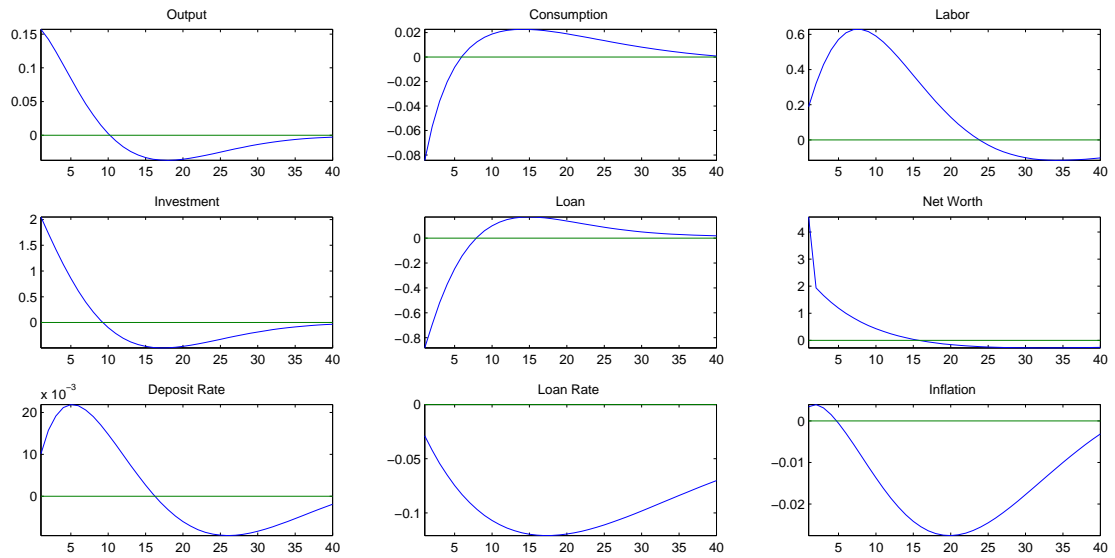 Output
Consumption
Labor
0.15
0.1
0.05
0
5 10 15 20 25 30 35 40
0.02
0
−0.02
−0.04
−0.06
−0.08
5 10 15 20 25 30 35 40
0.6
0.4
0.2
0
5 10 15 20 25 30 35 40
Investment
Loan
Net Worth
2
1.5
1
0.5
0
5 10 15 20 25 30 35 40
0
−0.2
−0.4
−0.6
−0.8
5 10 15 20 25 30 35 40
4
3
2
1
0
5 10 15 20 25 30 35 40
Deposit Rate
Loan Rate
Inflation
x 10⁻³
20
10
0
5 10 15 20 25 30 35 40
0
−0.05
−0.1
5 10 15 20 25 30 35 40
0
−0.01
−0.02
5 10 15 20 25 30 35 40